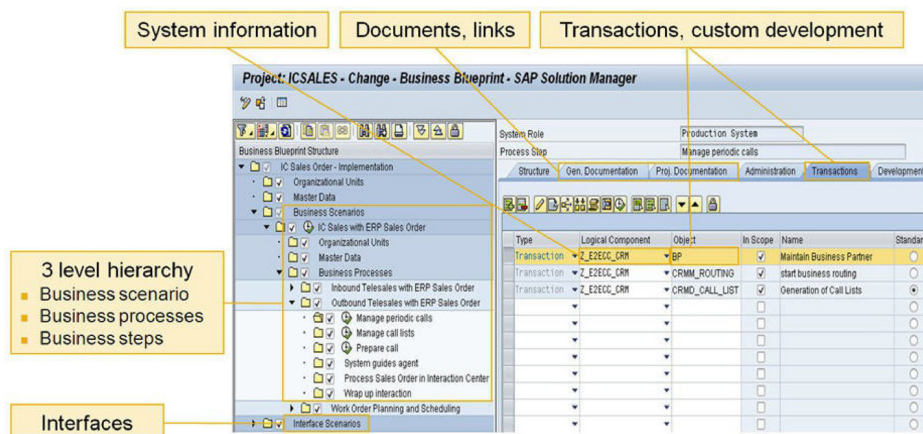 System information
Documents, links
Transactions, custom development
Project: ICSALES - Change - Business Blueprint - SAP Solution Manager
System Role Production System
Business Blueprint Structure
Process Step Manage periodic calls
Structure Gen. Documentation Proj. Documentation Administration Transactions Development
IC Sales Order - Implementation
Organizational Units
Master Data
Business Scenarios
IC Sales with ERP Sales Order
Organizational Units
Master Data
Business Processes
Inbound Telesales with ERP Sales Order
Outbound Telesales with ERP Sales Order
Manage periodic calls
Manage call lists
Prepare call
System guides agent
Process Sales Order in Interaction Center
Wrap up interaction
Work Order Planning and Scheduling
Interface Scenarios
Type Logical Component Object In Scope Name Standar
Transaction Z_E2ECC_CRM BP Maintain Business Partner
Transaction Z_E2ECC_CRM CRMM_ROUTING start business routing
Transaction Z_E2ECC_CRM CRMD_CALL_LIST Generation of Call Lists
3 level hierarchy
Business scenario
Business processes
Business steps
Interfaces